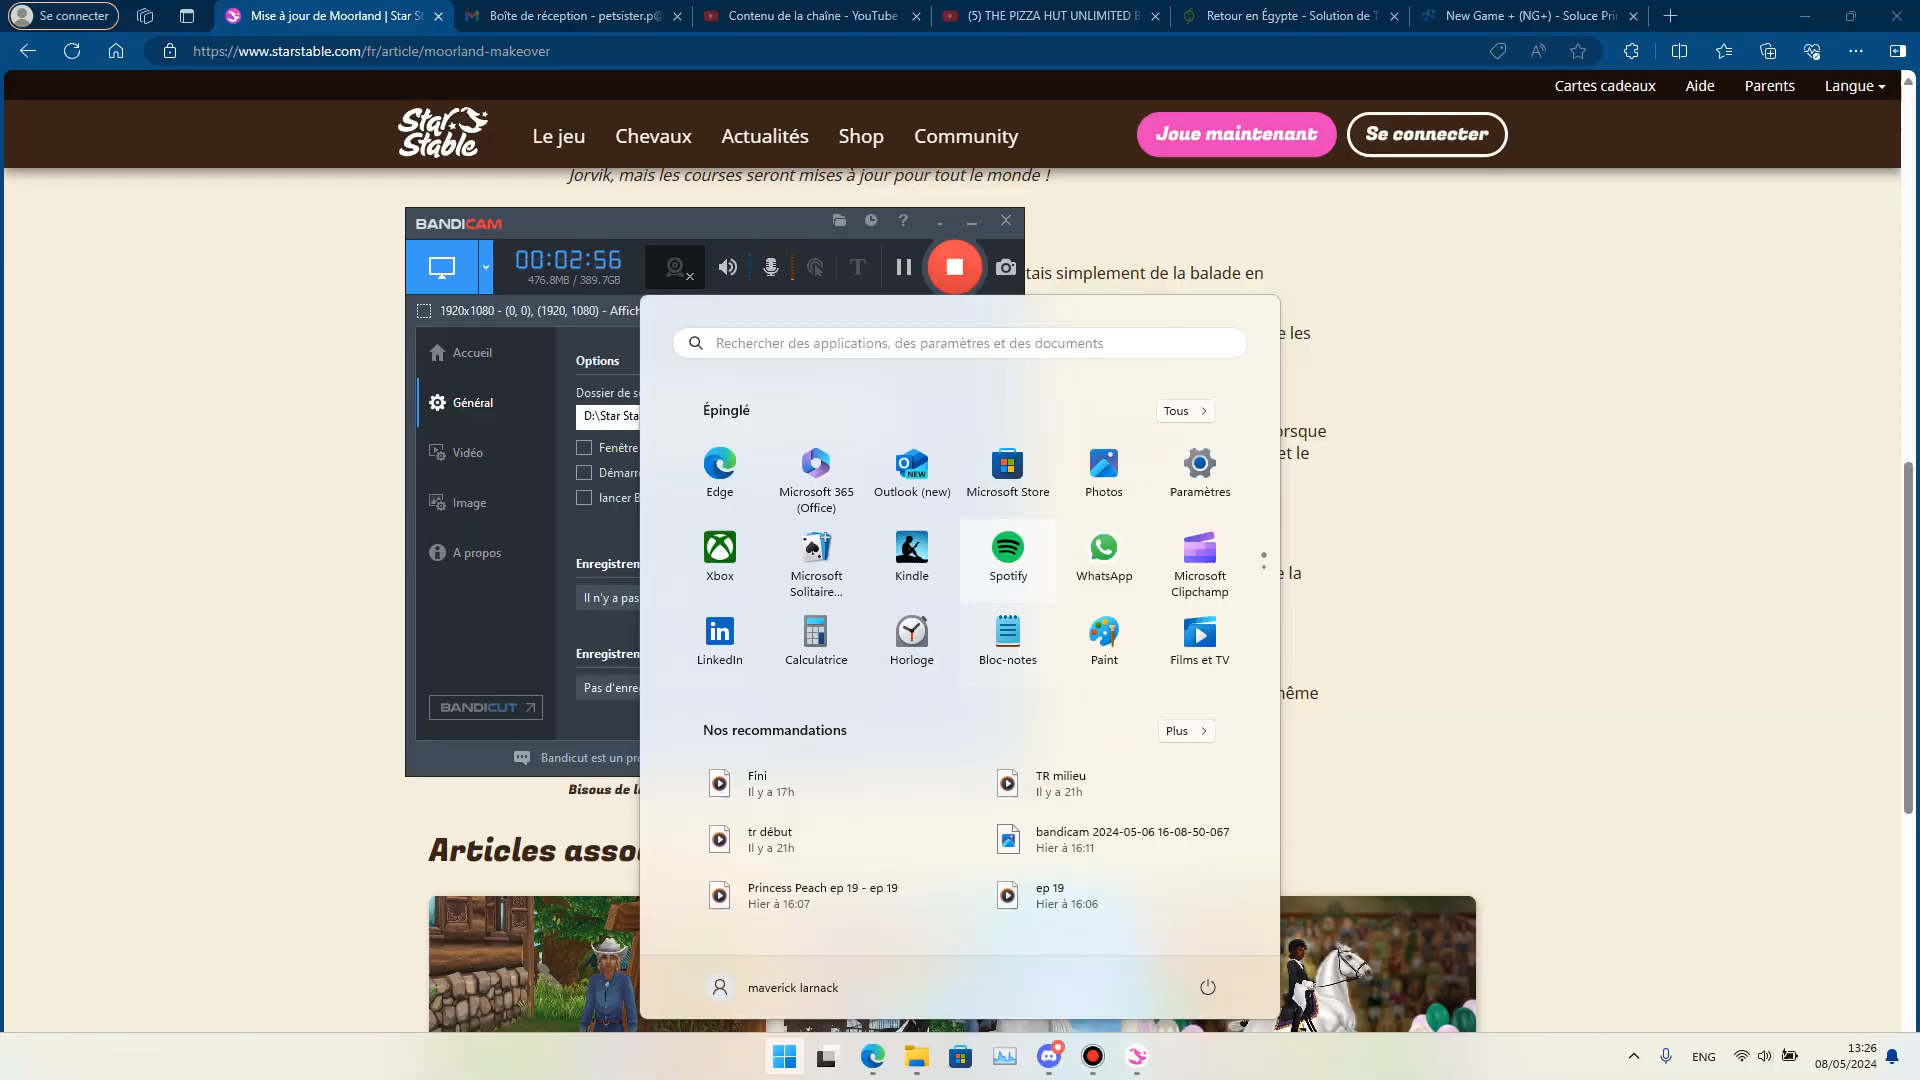 Se connecter
Mise à jour de Moorland | Star St
Boîte de réception - petsister.p@
Contenu de la chaîne - YouTube S
(5) THE PIZZA HUT UNLIMITED B
Retour en Égypte - Solution de T
New Game + (NG+) - Soluce Prin
https://www.starstable.com/fr/article/moorland-makeover
Cartes cadeaux
Aide
Parents
Langue
Star Stable
Le jeu
Chevaux
Actualités
Shop
Community
Joue maintenant
Se connecter
Jorvik, mais les courses seront mises à jour pour tout le monde !
BANDICAM
00:02:56
476.8MB / 389.7GB
tais simplement de la balade en
1920x1080 - (0, 0), (1920, 1080) - Affich
e les
Accueil
Général
Vidéo
Image
A propos
BANDICUT
Options
Dossier de s
D:\Star Sta
Fenêtre
Démarr
lancer B
Enregistren
Il n'y a pas
Enregistren
Pas d'enre
Bandicut est un pro
Rechercher des applications, des paramètres et des documents
Épinglé
Tous
orsque
et le
Edge
Microsoft 365 (Office)
Outlook (new)
Microsoft Store
Photos
Paramètres
Xbox
Microsoft Solitaire...
Kindle
Spotify
WhatsApp
Microsoft Clipchamp
e la
LinkedIn
Calculatrice
Horloge
Bloc-notes
Paint
Films et TV
même
Nos recommandations
Plus
Fini
Il y a 17h
TR milieu
Il y a 21h
tr début
Il y a 21h
bandicam 2024-05-06 16-08-50-067
Hier à 16:11
Princess Peach ep 19 - ep 19
Hier à 16:07
ep 19
Hier à 16:06
maverick larnack
Bisous de l
Articles asso
ENG
13:26
08/05/2024